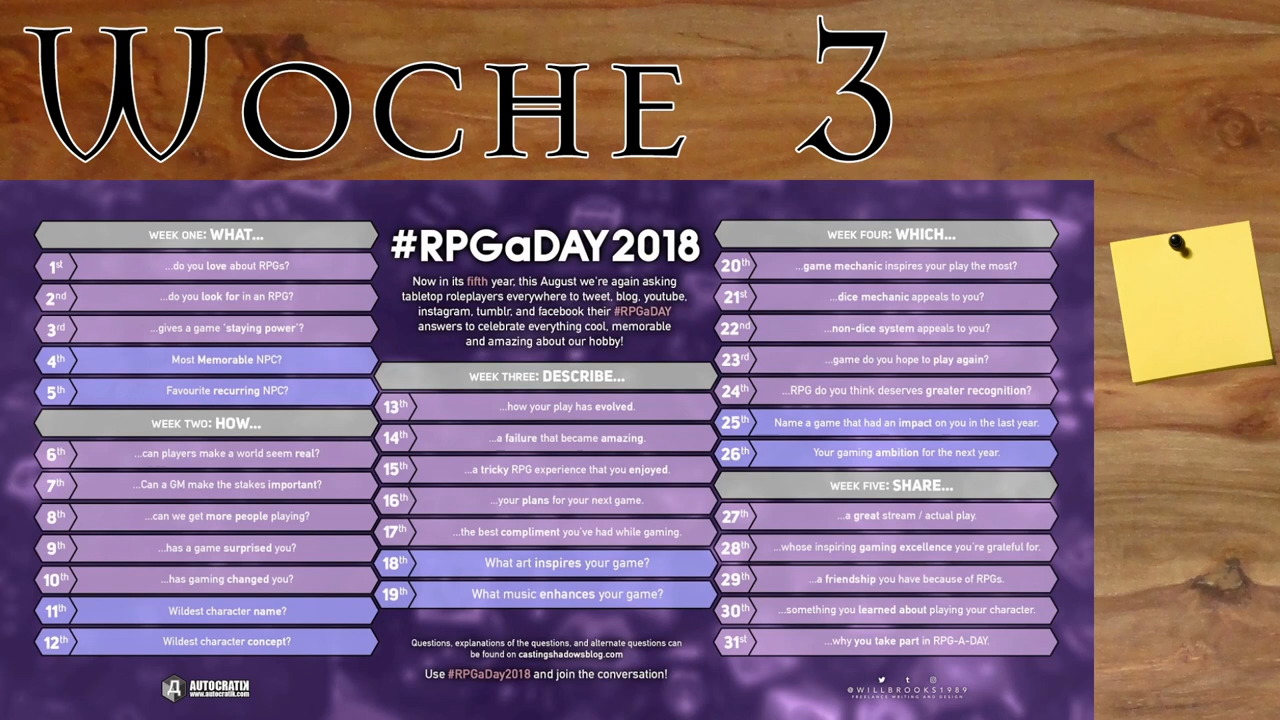 Woche 3
WEEK ONE: WHAT...
1st ...do you love about RPGs?
2nd ...do you look for in an RPG?
3rd ...gives a game 'staying power'?
4th Most Memorable NPC?
5th Favourite recurring NPC?
WEEK TWO: HOW...
6th ...can players make a world seem real?
7th ...Can a GM make the stakes important?
8th ...can we get more people playing?
9th ...has a game surprised you?
10th ...has gaming changed you?
11th Wildest character name?
12th Wildest character concept?
AUTOCRATIK
www.autocratik.com
#RPGaDAY2018
Now in its fifth year, this August we're again asking
tabletop roleplayers everywhere to tweet, blog, youtube,
instagram, tumblr, and facebook their #RPGaDAY
answers to celebrate everything cool, memorable
and amazing about our hobby!
WEEK THREE: DESCRIBE...
13th ...how your play has evolved.
14th ...a failure that became amazing.
15th ...a tricky RPG experience that you enjoyed.
16th ...your plans for your next game.
17th ...the best compliment you've had while gaming.
18th What art inspires your game?
19th What music enhances your game?
Questions, explanations of the questions, and alternate questions can
be found on castingshadowsblog.com
Use #RPGaDay2018 and join the conversation!
WEEK FOUR: WHICH...
20th ...game mechanic inspires your play the most?
21st ...dice mechanic appeals to you?
22nd ...non-dice system appeals to you?
23rd ...game do you hope to play again?
24th ...RPG do you think deserves greater recognition?
25th Name a game that had an impact on you in the last year.
26th Your gaming ambition for the next year.
WEEK FIVE: SHARE...
27th ...a great stream / actual play.
28th ...whose inspiring gaming excellence you're grateful for.
29th ...a friendship you have because of RPGs.
30th ...something you learned about playing your character.
31st ...why you take part in RPG-A-DAY.
@WILLBROOKS1989
FREELANCE WRITING AND DESIGN